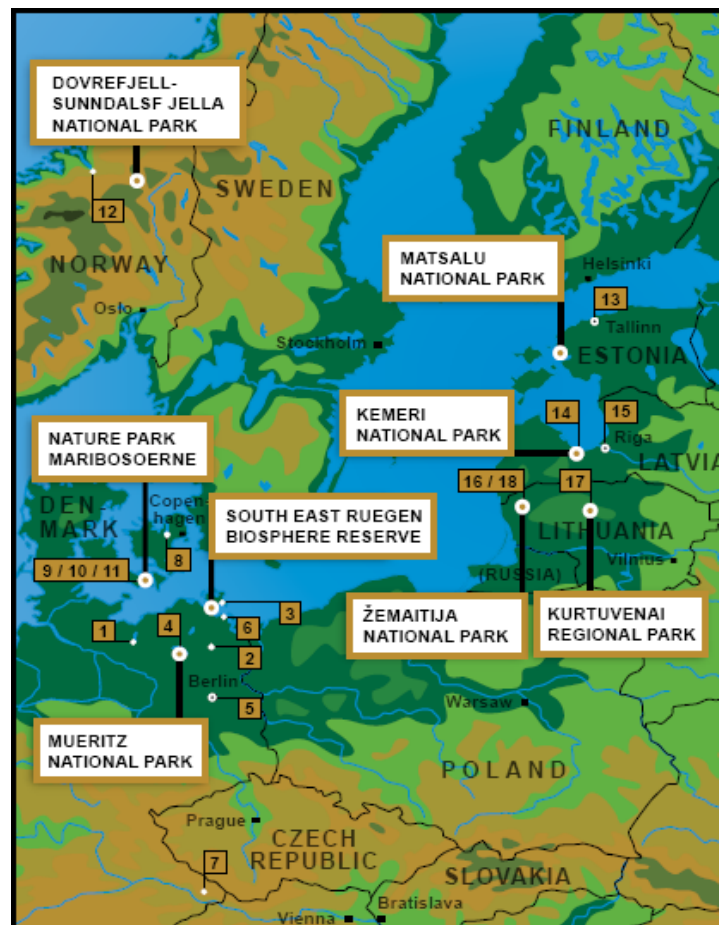 DOVREFJELL-
SUNNDALSF JELLA
NATIONAL PARK
FINLAND
SWEDEN
12
NORWAY
MATSALU
NATIONAL PARK
Helsinki
13
Oslo
Tallinn
Stockholm
ESTONIA
KEMERI
NATIONAL PARK
14
15
NATURE PARK
MARIBOSOERNE
Riga
LATVIA
16 / 18
17
DEN-
MARK
Copen-
hagen
SOUTH EAST RUEGEN
BIOSPHERE RESERVE
LITHUANIA
8
Vilnius
9 / 10 / 11
(RUSSIA)
3
ŽEMAITIJA
NATIONAL PARK
KURTUVENAI
REGIONAL PARK
1
4
6
2
Berlin
5
Warsaw
MUERITZ
NATIONAL PARK
POLAND
Prague
CZECH
REPUBLIC
7
SLOVAKIA
Bratislava
Vienna